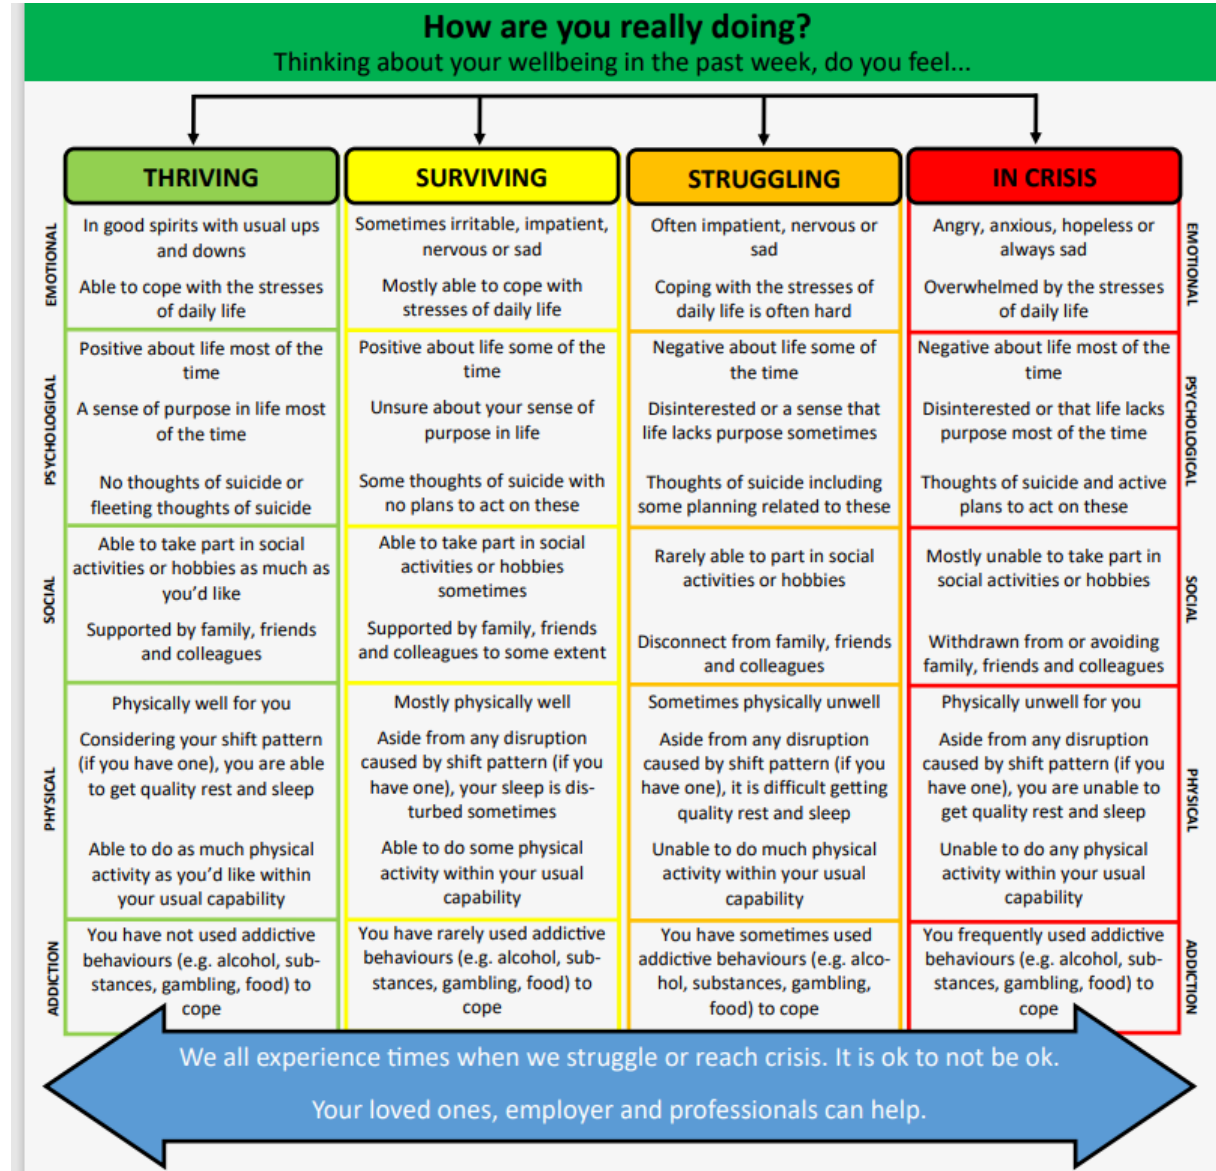 How are you really doing?
Thinking about your wellbeing in the past week, do you feel...
THRIVING
SURVIVING
STRUGGLING
IN CRISIS
EMOTIONAL
In good spirits with usual ups
and downs
Able to cope with the stresses
of daily life
Sometimes irritable, impatient,
nervous or sad
Mostly able to cope with
stresses of daily life
Often impatient, nervous or
sad
Coping with the stresses of
daily life is often hard
Angry, anxious, hopeless or
always sad
Overwhelmed by the stresses
of daily life
EMOTIONAL
PSYCHOLOGICAL
Positive about life most of the
time
A sense of purpose in life most
of the time
No thoughts of suicide or
fleeting thoughts of suicide
Positive about life some of the
time
Unsure about your sense of
purpose in life
Some thoughts of suicide with
no plans to act on these
Negative about life some of
the time
Disinterested or a sense that
life lacks purpose sometimes
Thoughts of suicide including
some planning related to these
Negative about life most of the
time
Disinterested or that life lacks
purpose most of the time
Thoughts of suicide and active
plans to act on these
PSYCHOLOGICAL
SOCIAL
Able to take part in social
activities or hobbies as much as
you'd like
Supported by family, friends
and colleagues
Able to take part in social
activities or hobbies
sometimes
Supported by family, friends
and colleagues to some extent
Rarely able to part in social
activities or hobbies
Disconnect from family, friends
and colleagues
Mostly unable to take part in
social activities or hobbies
Withdrawn from or avoiding
family, friends and colleagues
SOCIAL
PHYSICAL
Physically well for you
Considering your shift pattern
(if you have one), you are able
to get quality rest and sleep
Able to do as much physical
activity as you'd like within
your usual capability
Mostly physically well
Aside from any disruption
caused by shift pattern (if you
have one), your sleep is dis-
turbed sometimes
Able to do some physical
activity within your usual
capability
Sometimes physically unwell
Aside from any disruption
caused by shift pattern (if you
have one), it is difficult getting
quality rest and sleep
Unable to do much physical
activity within your usual
capability
Physically unwell for you
Aside from any disruption
caused by shift pattern (if you
have one), you are unable to
get quality rest and sleep
Unable to do any physical
activity within your usual
capability
PHYSICAL
ADDICTION
You have not used addictive
behaviours (e.g. alcohol, sub-
stances, gambling, food) to
cope
You have rarely used addictive
behaviours (e.g. alcohol, sub-
stances, gambling, food) to
cope
You have sometimes used
addictive behaviours (e.g. alco-
hol, substances, gambling,
food) to cope
You frequently used addictive
behaviours (e.g. alcohol, sub-
stances, gambling, food) to
cope
ADDICTION
We all experience times when we struggle or reach crisis. It is ok to not be ok.
Your loved ones, employer and professionals can help.